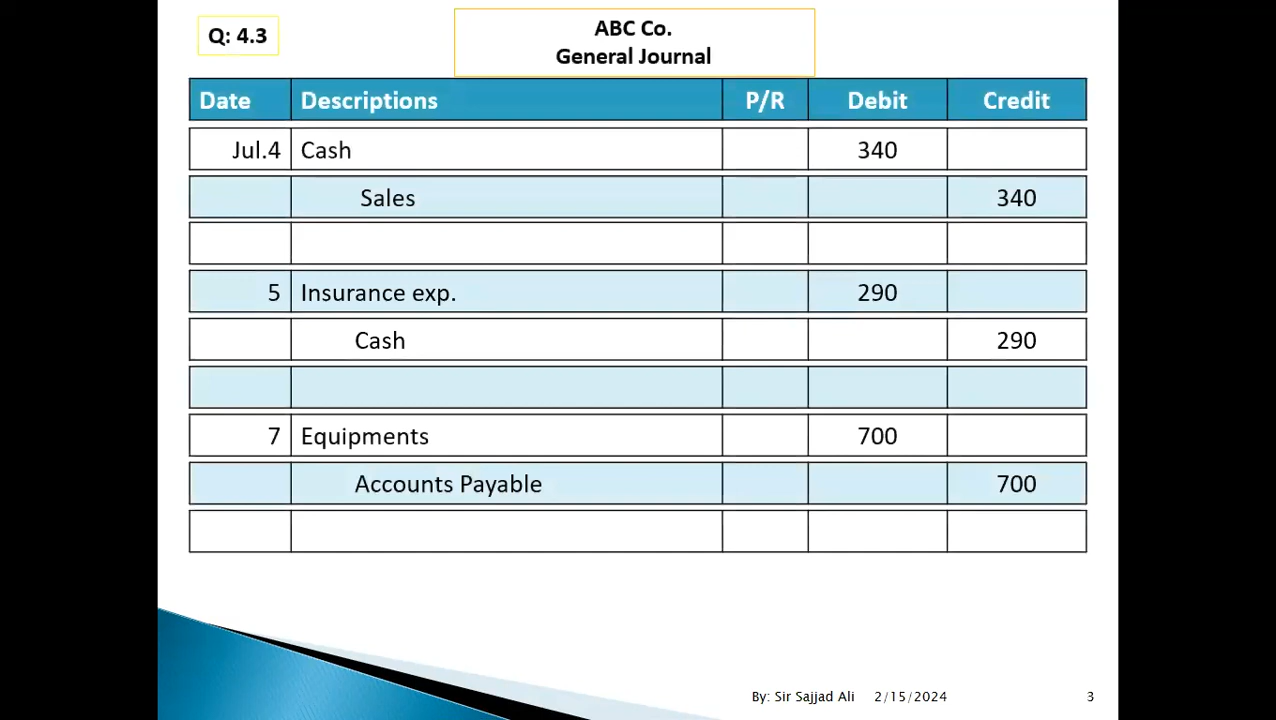 Q: 4.3
ABC Co.
General Journal
Date Descriptions P/R Debit Credit
Jul.4 Cash 340
Sales 340
5 Insurance exp. 290
Cash 290
7 Equipments 700
Accounts Payable 700
By: Sir Sajjad Ali 2/15/2024 3